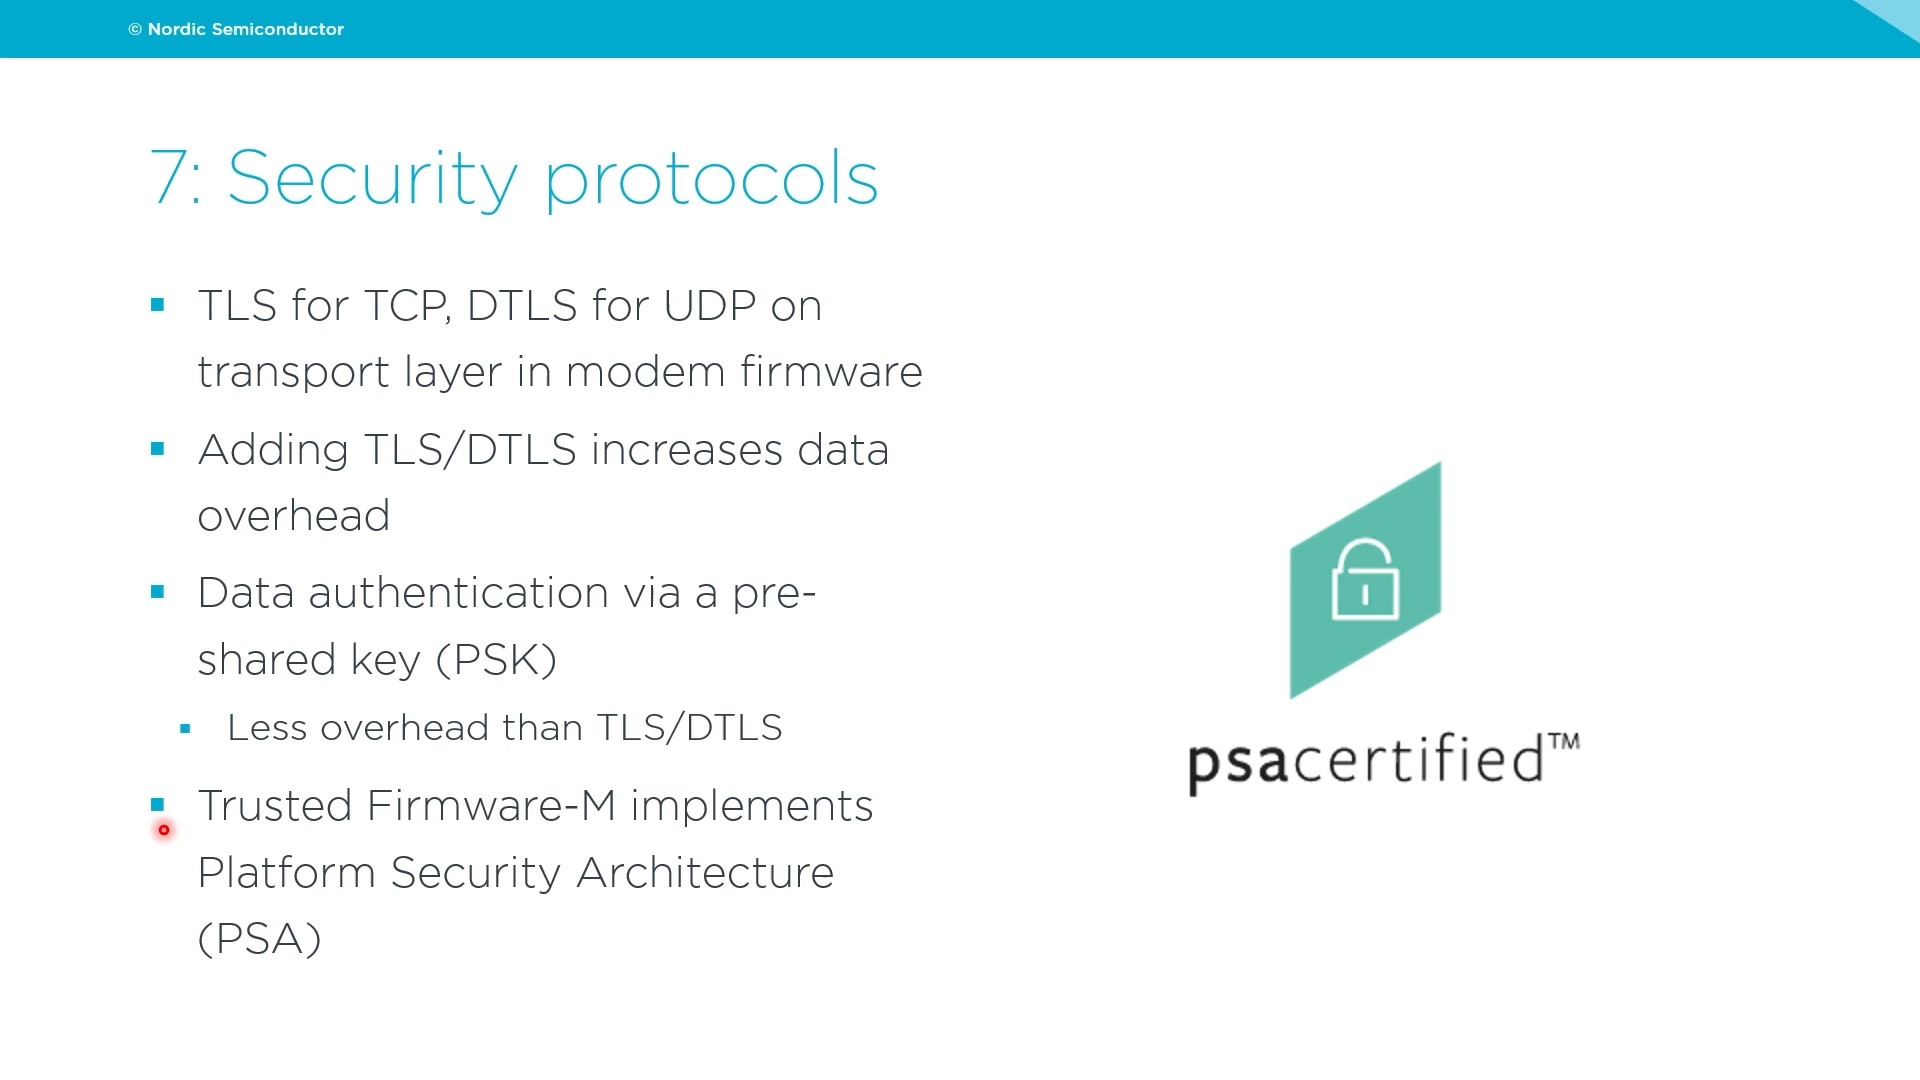 © Nordic Semiconductor
7: Security protocols
TLS for TCP, DTLS for UDP on
transport layer in modem firmware
Adding TLS/DTLS increases data
overhead
Data authentication via a pre-
shared key (PSK)
Less overhead than TLS/DTLS
Trusted Firmware-M implements
Platform Security Architecture
(PSA)
psacertified™